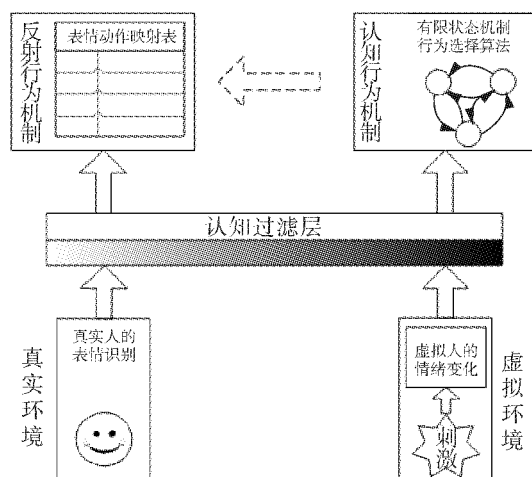 反射行为机制
表情动作映射表
认知行为机制
有限状态机制
行为选择算法
认知过滤层
真实环境
真实人的
表情识别
虚拟人的
情绪变化
刺激
虚拟环境